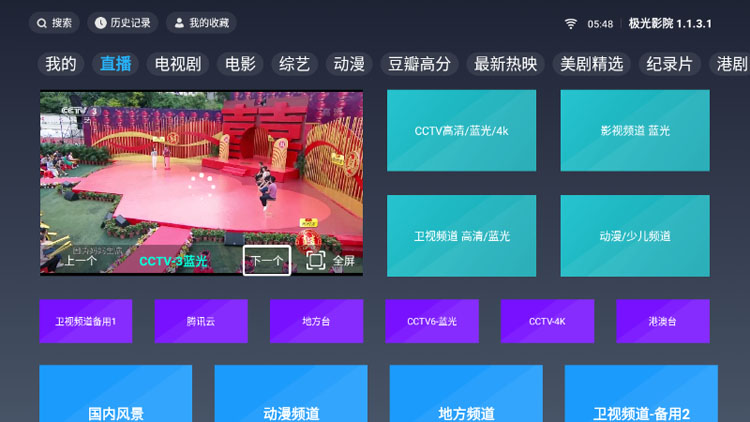 搜索 历史记录 我的收藏 05:48 极光影院 1.1.3.1
我的 直播 电视剧 电影 综艺 动漫 豆瓣高分 最新热映 美剧精选 纪录片 港剧
CCTV 3
CCTV高清/蓝光/4k 影视频道 蓝光
卫视频道 高清/蓝光 动漫/少儿频道
上一个 CCTV-3蓝光 下一个 全屏
卫视频道备用1 腾讯云 地方台 CCTV6-蓝光 CCTV-4K 港澳台
国内风景 动漫频道 地方频道 卫视频道-备用2